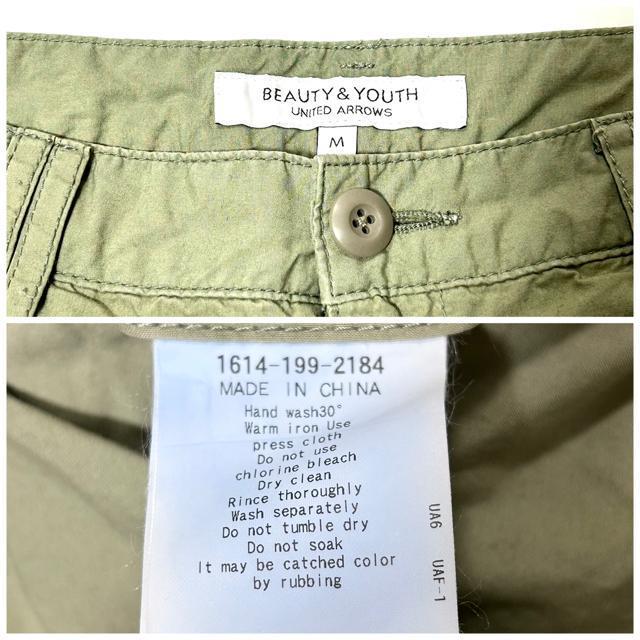 BEAUTY & YOUTH
UNITED ARROWS
M
1614-199-2184
MADE IN CHINA
Hand wash30°
Warm iron Use
press cloth
Do not use
chlorine bleach
Dry clean
Rince thoroughly
Wash separately
Do not tumble dry
Do not soak
It may be catched color
by rubbing
UA6 UAF-1